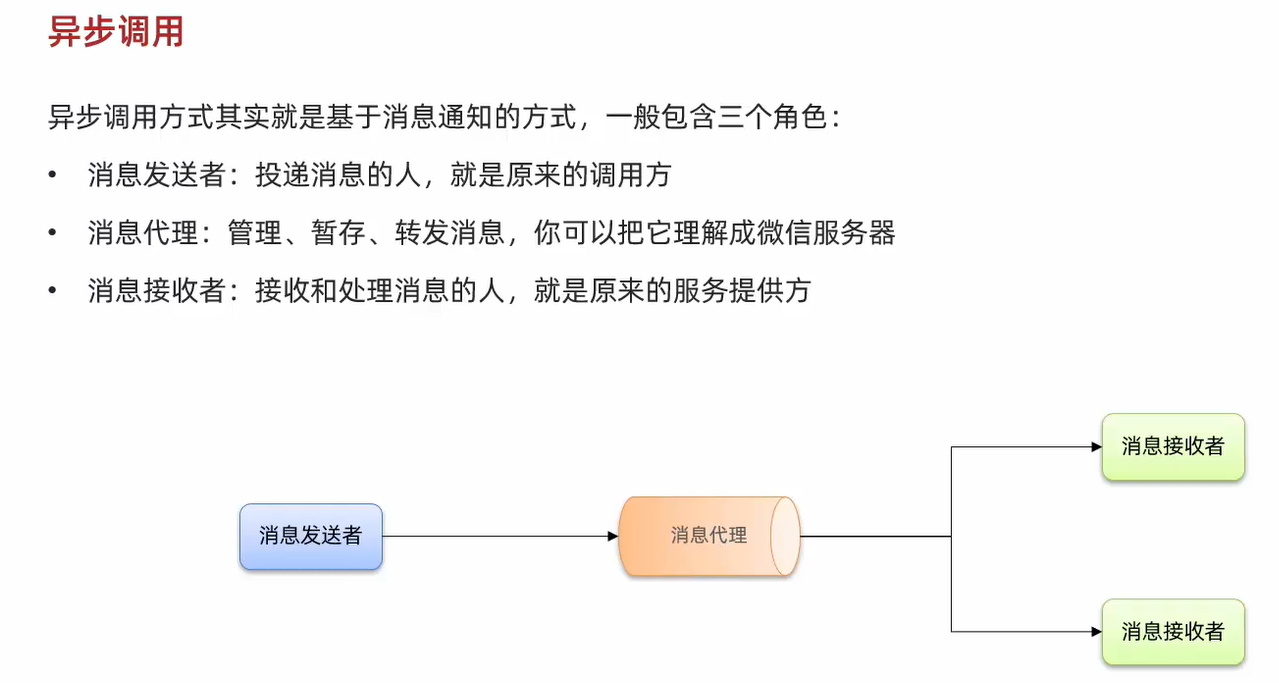 异步调用
异步调用方式其实就是基于消息通知的方式，一般包含三个角色：
• 消息发送者：投递消息的人，就是原来的调用方
• 消息代理：管理、暂存、转发消息，你可以把它理解成微信服务器
• 消息接收者：接收和处理消息的人，就是原来的服务提供方
消息接收者
消息发送者
消息代理
消息接收者